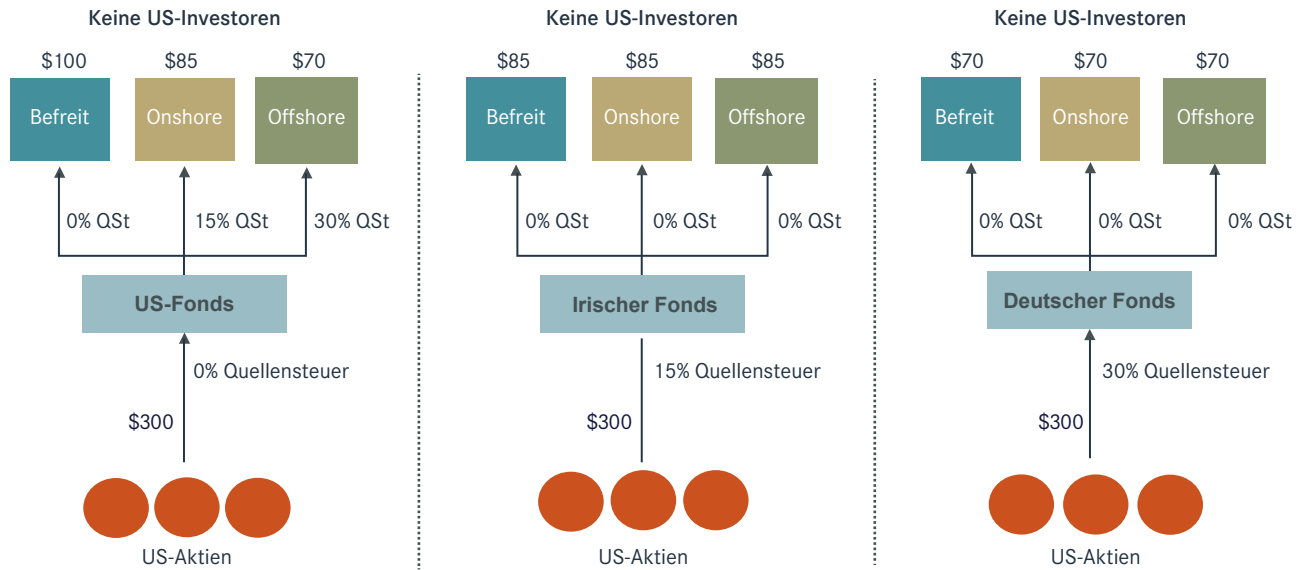 Keine US-Investoren
$100
$85
$70
Befreit
Onshore
Offshore
0% QSt
15% QSt
30% QSt
US-Fonds
0% Quellensteuer
$300
US-Aktien
Keine US-Investoren
$85
$85
$85
Befreit
Onshore
Offshore
0% QSt
0% QSt
0% QSt
Irischer Fonds
15% Quellensteuer
$300
US-Aktien
Keine US-Investoren
$70
$70
$70
Befreit
Onshore
Offshore
0% QSt
0% QSt
0% QSt
Deutscher Fonds
30% Quellensteuer
$300
US-Aktien